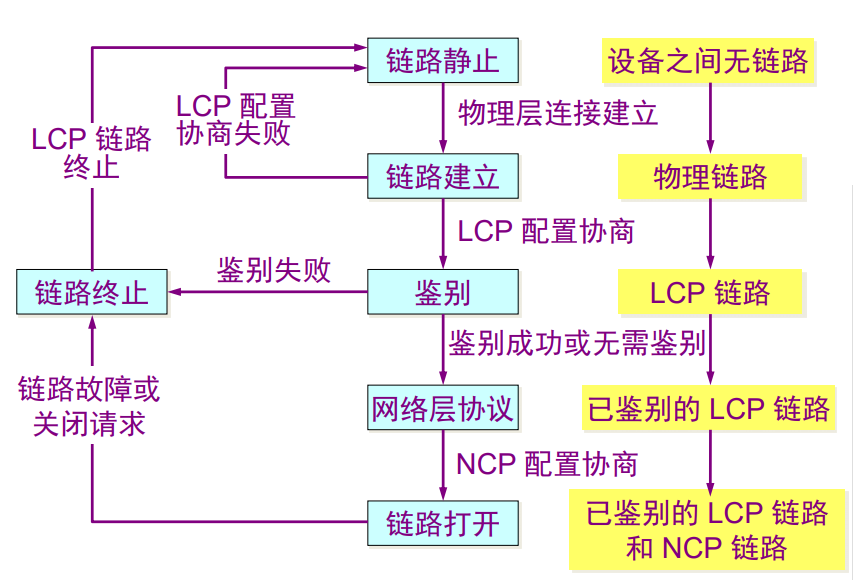 链路静止
设备之间无链路
LCP 配置
协商失败
物理层连接建立
LCP 链路
终止
链路建立
物理链路
LCP 配置协商
鉴别失败
链路终止
鉴别
LCP 链路
鉴别成功或无需鉴别
链路故障或
关闭请求
网络层协议
已鉴别的 LCP 链路
NCP 配置协商
链路打开
已鉴别的 LCP 链路
和 NCP 链路